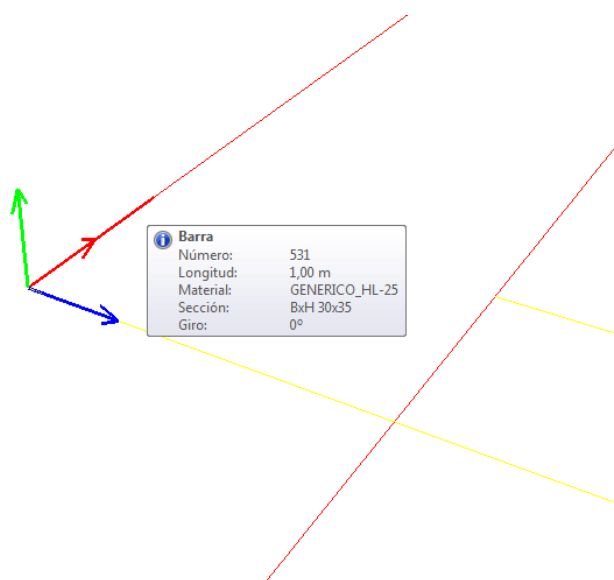 Barra
Número: 531
Longitud: 1,00 m
Material: GENERICO_HL-25
Sección: BxH 30x35
Giro: 0º